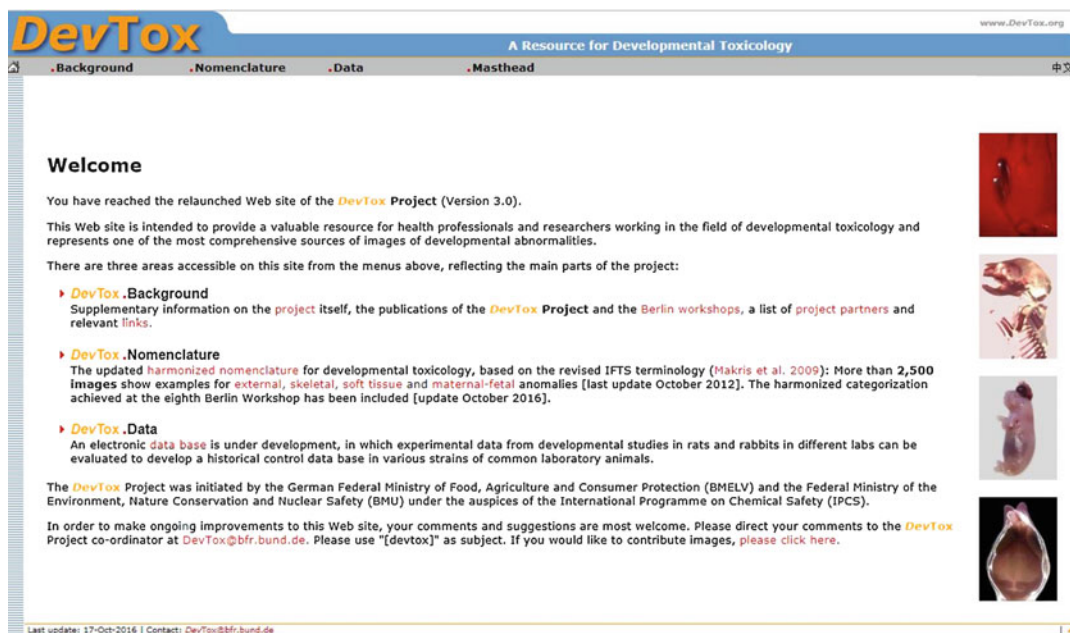 DevTox
www.DevTox.org
A Resource for Developmental Toxicology
.Background .Nomenclature .Data .Masthead 中文
Welcome
You have reached the relaunched Web site of the DevTox Project (Version 3.0).
This Web site is intended to provide a valuable resource for health professionals and researchers working in the field of developmental toxicology and
represents one of the most comprehensive sources of images of developmental abnormalities.
There are three areas accessible on this site from the menus above, reflecting the main parts of the project:
DevTox .Background
Supplementary information on the project itself, the publications of the DevTox Project and the Berlin workshops, a list of project partners and
relevant links.
DevTox .Nomenclature
The updated harmonized nomenclature for developmental toxicology, based on the revised IFTS terminology (Makris et al. 2009): More than 2,500
images show examples for external, skeletal, soft tissue and maternal-fetal anomalies [last update October 2012]. The harmonized categorization
achieved at the eighth Berlin Workshop has been included [update October 2016].
DevTox .Data
An electronic data base is under development, in which experimental data from developmental studies in rats and rabbits in different labs can be
evaluated to develop a historical control data base in various strains of common laboratory animals.
The DevTox Project was initiated by the German Federal Ministry of Food, Agriculture and Consumer Protection (BMELV) and the Federal Ministry of the
Environment, Nature Conservation and Nuclear Safety (BMU) under the auspices of the International Programme on Chemical Safety (IPCS).
In order to make ongoing improvements to this Web site, your comments and suggestions are most welcome. Please direct your comments to the DevTox
Project co-ordinator at DevTox@bfr.bund.de. Please use "[devtox]" as subject. If you would like to contribute images, please click here.
Last update: 17-Oct-2016 | Contact: DevTox@bfr.bund.de